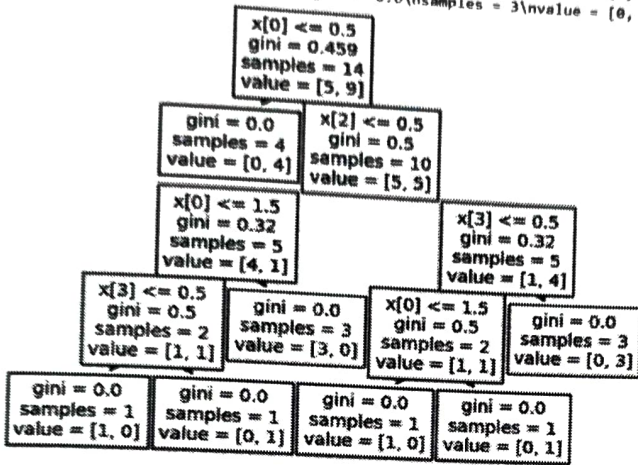 \nsamples = 3\nvalue = [0,
x[0] <= 0.5
gini = 0.459
samples = 14
value = [5, 9]
gini = 0.0
samples = 4
value = [0, 4]
x[2] <= 0.5
gini = 0.5
samples = 10
value = [5, 5]
x[0] <= 1.5
gini = 0.32
samples = 5
value = [4, 1]
x[3] <= 0.5
gini = 0.32
samples = 5
value = [1, 4]
x[3] <= 0.5
gini = 0.5
samples = 2
value = [1, 1]
gini = 0.0
samples = 3
value = [3, 0]
x[0] <= 1.5
gini = 0.5
samples = 2
value = [1, 1]
gini = 0.0
samples = 3
value = [0, 3]
gini = 0.0
samples = 1
value = [1, 0]
gini = 0.0
samples = 1
value = [0, 1]
gini = 0.0
samples = 1
value = [1, 0]
gini = 0.0
samples = 1
value = [0, 1]